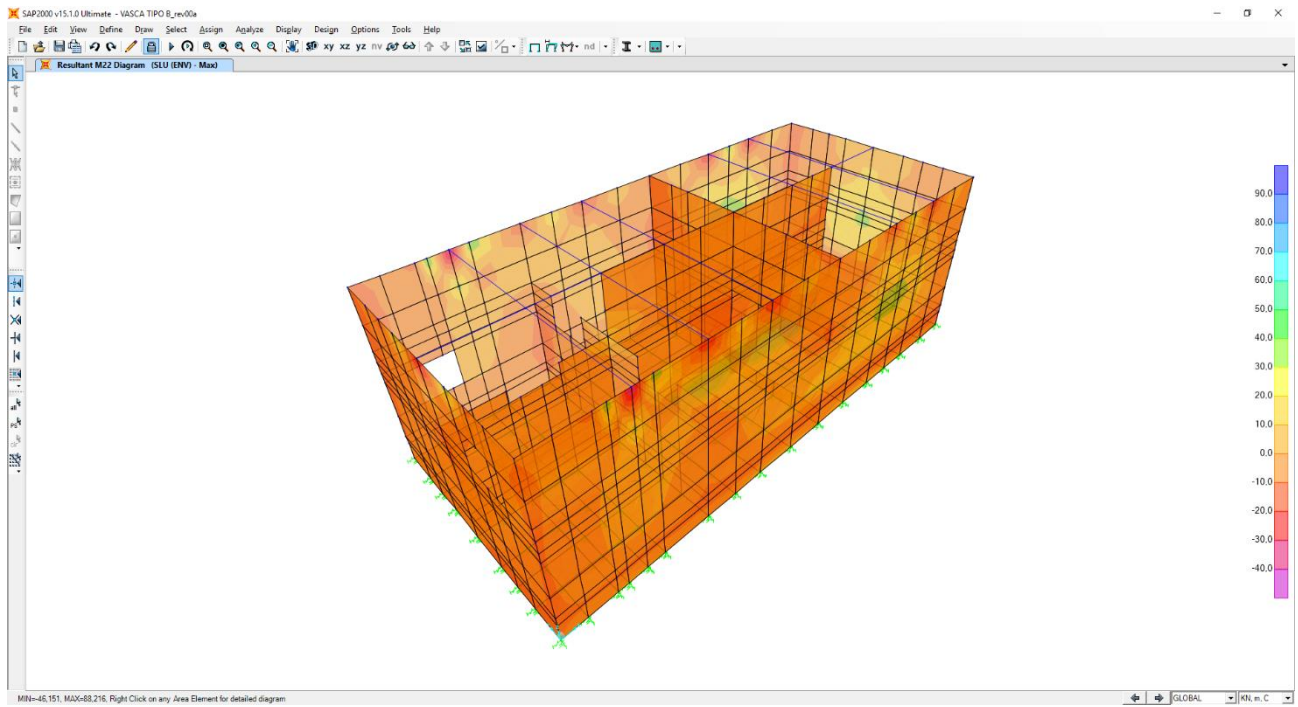 SAP2000 v15.1.0 Ultimate - VASCA TIPO B_rev00a
File Edit View Define Draw Select Assign Analyze Display Design Options Tools Help
xy xz yz nv nd
Resultant M22 Diagram (SLU (ENV) - Max)
90.0
80.0
70.0
60.0
50.0
40.0
30.0
20.0
10.0
0.0
-10.0
-20.0
-30.0
-40.0
all
PS
clr
MIN=-46,151, MAX=88,216, Right Click on any Area Element for detailed diagram
GLOBAL
KN, m, C